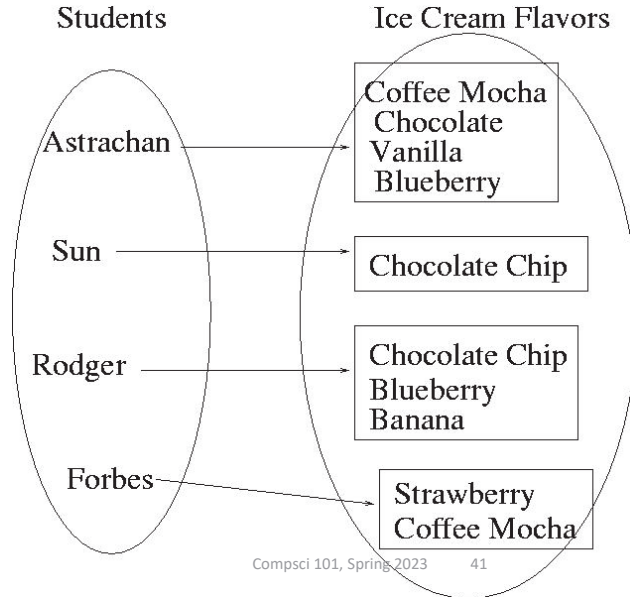 Students
Ice Cream Flavors
Astrachan
Coffee Mocha
Chocolate
Vanilla
Blueberry
Sun
Chocolate Chip
Rodger
Chocolate Chip
Blueberry
Banana
Forbes
Strawberry
Coffee Mocha
Compsci 101, Spring 2023
41